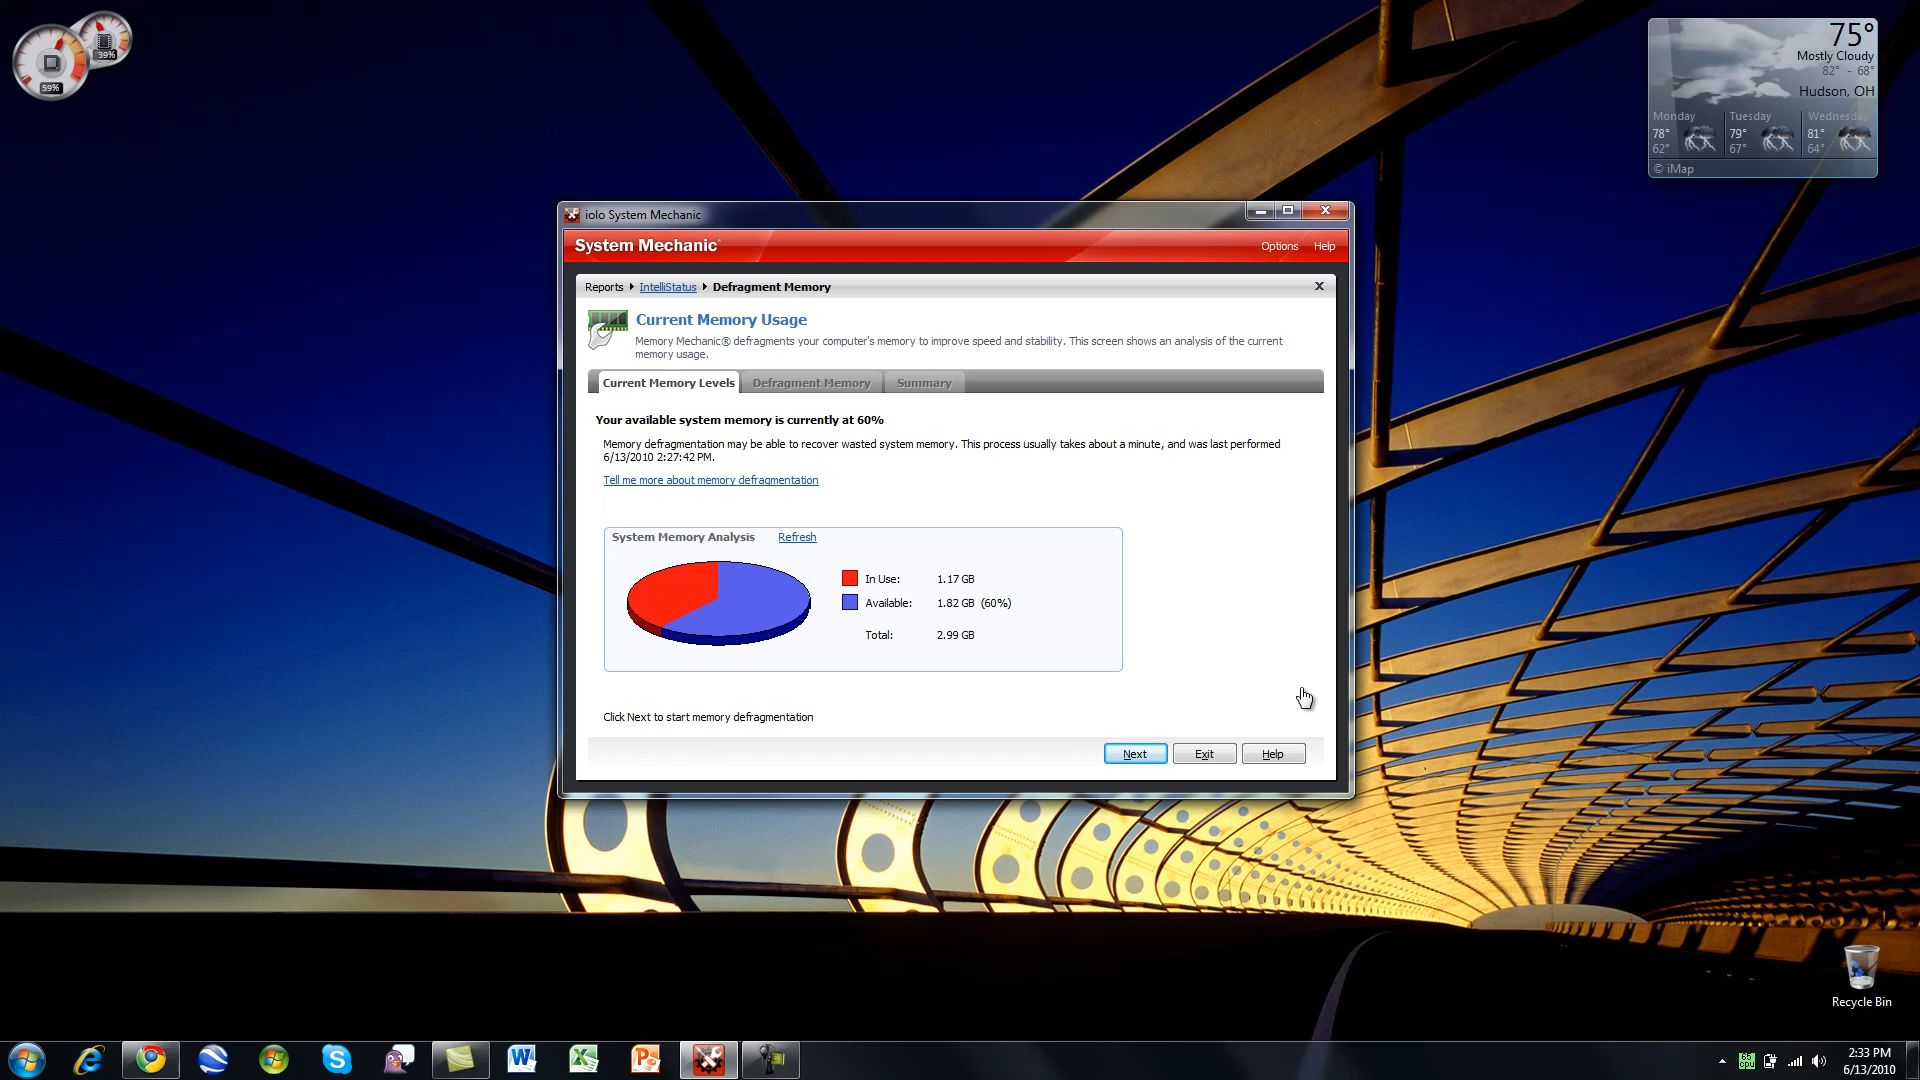 39%
59%
75°
Mostly Cloudy
82° - 68°
Hudson, OH
Monday
78°
62°
Tuesday
79°
67°
Wednesday
81°
64°
© iMap
iolo System Mechanic
System Mechanic
Options
Help
Reports
IntelliStatus
Defragment Memory
X
Current Memory Usage
Memory Mechanic® defragments your computer's memory to improve speed and stability. This screen shows an analysis of the current
memory usage.
Current Memory Levels
Defragment Memory
Summary
Your available system memory is currently at 60%
Memory defragmentation may be able to recover wasted system memory. This process usually takes about a minute, and was last performed
6/13/2010 2:27:42 PM.
Tell me more about memory defragmentation
System Memory Analysis
Refresh
In Use: 1.17 GB
Available: 1.82 GB (60%)
Total: 2.99 GB
Click Next to start memory defragmentation
Next
Exit
Help
Recycle Bin
2:33 PM
6/13/2010